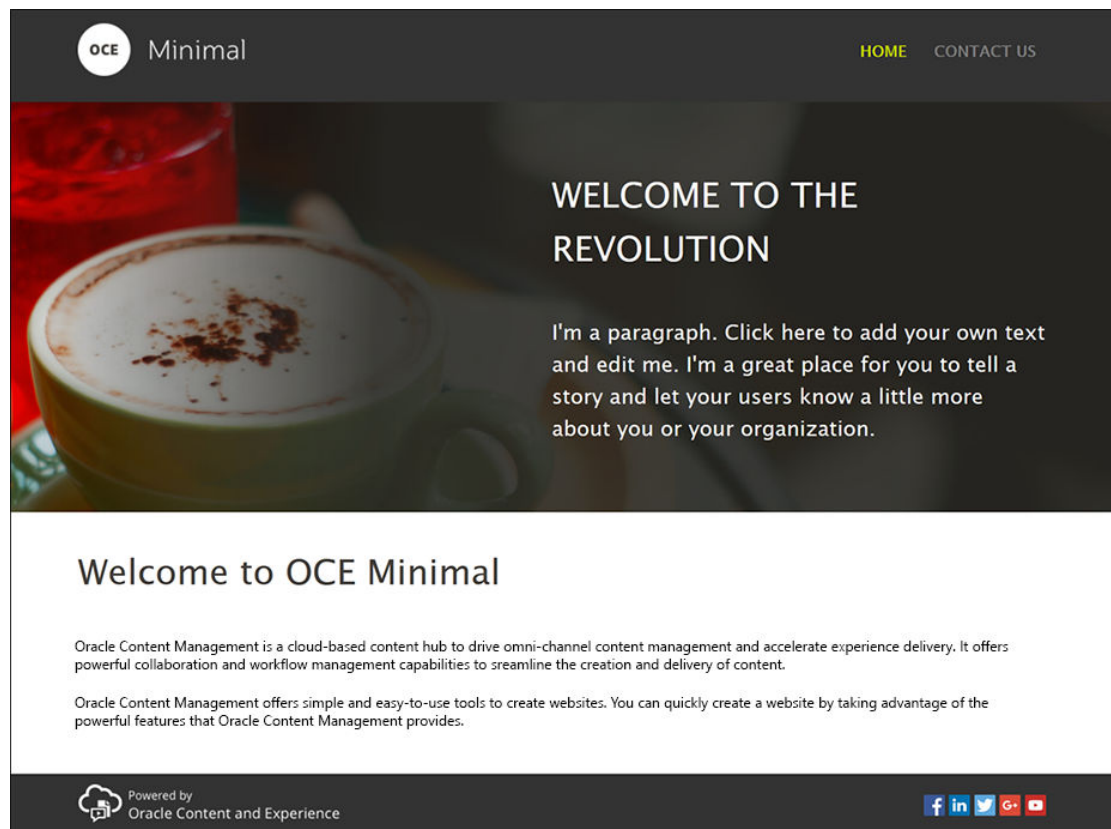 OCE
Minimal
HOME
CONTACT US
WELCOME TO THE
REVOLUTION
I'm a paragraph. Click here to add your own text
and edit me. I'm a great place for you to tell a
story and let your users know a little more
about you or your organization.
Welcome to OCE Minimal
Oracle Content Management is a cloud-based content hub to drive omni-channel content management and accelerate experience delivery. It offers
powerful collaboration and workflow management capabilities to sreamline the creation and delivery of content.
Oracle Content Management offers simple and easy-to-use tools to create websites. You can quickly create a website by taking advantage of the
powerful features that Oracle Content Management provides.
Powered by
Oracle Content and Experience
f in G+